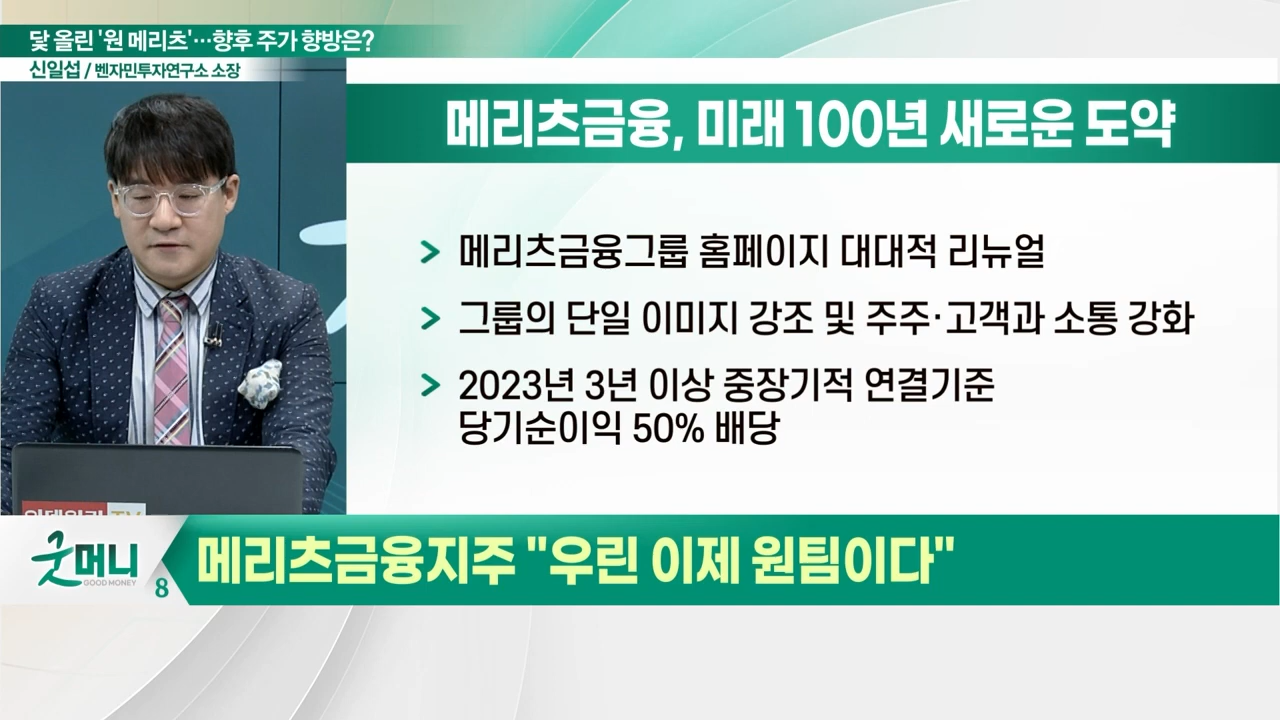 닻 올린 '원 메리츠'…향후 주가 향방은?
신일섭 / 벤자민투자연구소 소장
메리츠금융, 미래 100년 새로운 도약
> 메리츠금융그룹 홈페이지 대대적 리뉴얼
> 그룹의 단일 이미지 강조 및 주주·고객과 소통 강화
> 2023년 3년 이상 중장기적 연결기준
당기순이익 50% 배당
굿머니
GOOD MONEY
8
메리츠금융지주 "우린 이제 원팀이다"